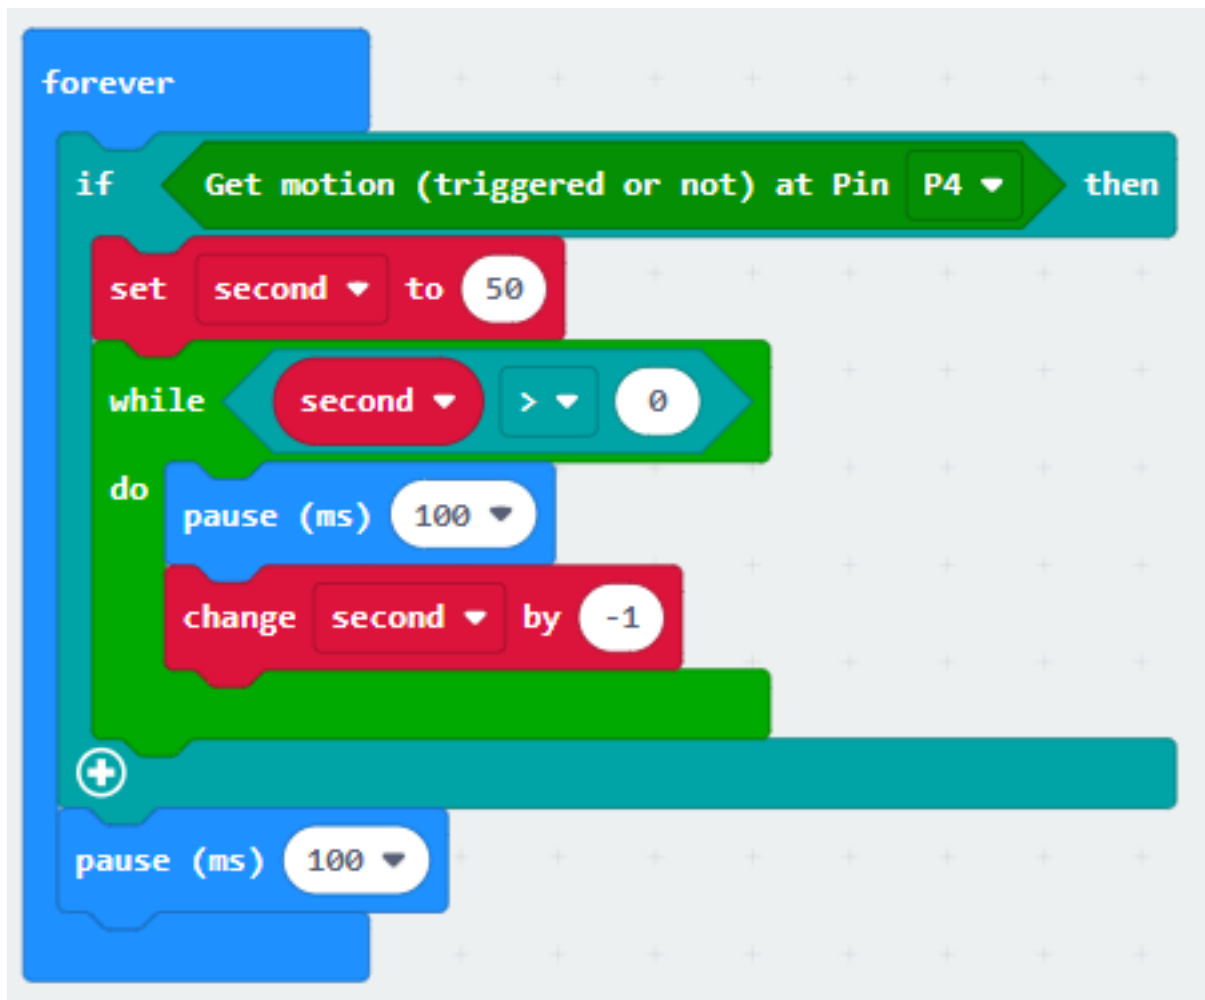 forever
if Get motion (triggered or not) at Pin P4 then
set second to 50
while second > 0
do
pause (ms) 100
change second by -1
pause (ms) 100